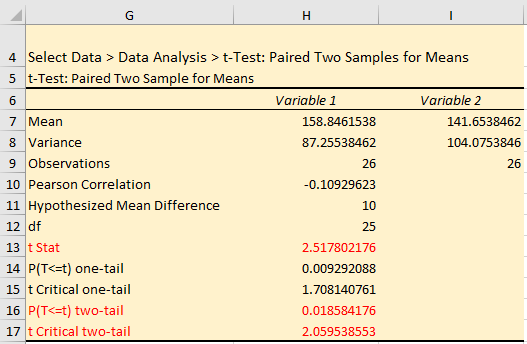 G H I
4 Select Data > Data Analysis > t-Test: Paired Two Samples for Means
5 t-Test: Paired Two Sample for Means
6 Variable 1 Variable 2
7 Mean 158.8461538 141.6538462
8 Variance 87.25538462 104.0753846
9 Observations 26 26
10 Pearson Correlation -0.10929623
11 Hypothesized Mean Difference 10
12 df 25
13 t Stat 2.517802176
14 P(T<=t) one-tail 0.009292088
15 t Critical one-tail 1.708140761
16 P(T<=t) two-tail 0.018584176
17 t Critical two-tail 2.059538553